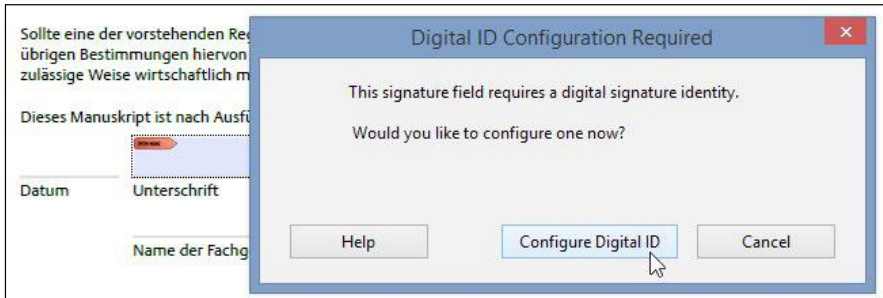 Sollte eine der vorstehenden Reg
übrigen Bestimmungen hiervon
zulässige Weise wirtschaftlich m
Dieses Manuskript ist nach Ausfü
Datum
Unterschrift
Name der Fachg
Digital ID Configuration Required
This signature field requires a digital signature identity.
Would you like to configure one now?
Help
Configure Digital ID
Cancel